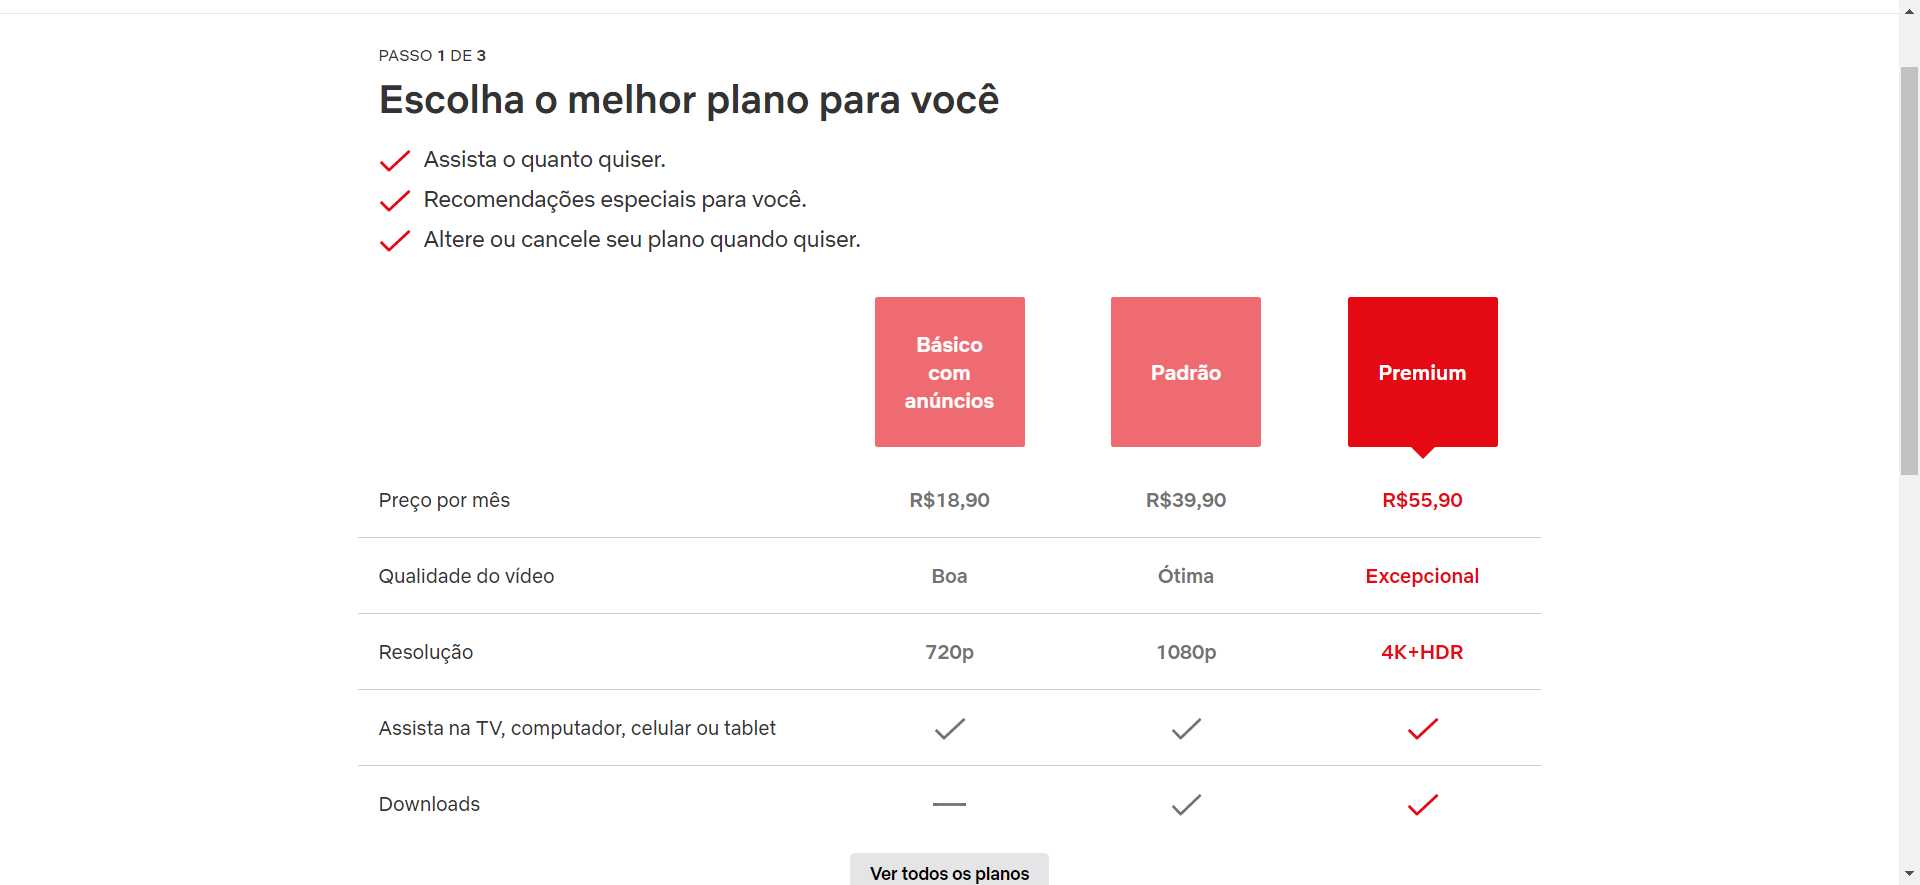 PASSO 1 DE 3
Escolha o melhor plano para você
Assista o quanto quiser.
Recomendações especiais para você.
Altere ou cancele seu plano quando quiser.
Básico
com
anúncios
Padrão
Premium
Preço por mês R$18,90 R$39,90 R$55,90
Qualidade do vídeo Boa Ótima Excepcional
Resolução 720p 1080p 4K+HDR
Assista na TV, computador, celular ou tablet
Downloads
Ver todos os planos